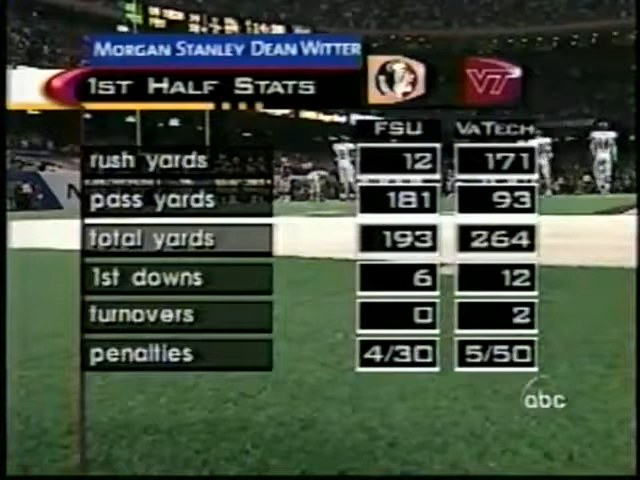 MORGAN STANLEY DEAN WITTER
1ST HALF STATS
VT
FSU VATECH
rush yards 12 171
pass yards 181 93
total yards 193 264
1st downs 6 12
turnovers 0 2
penalties 4/30 5/50
abc